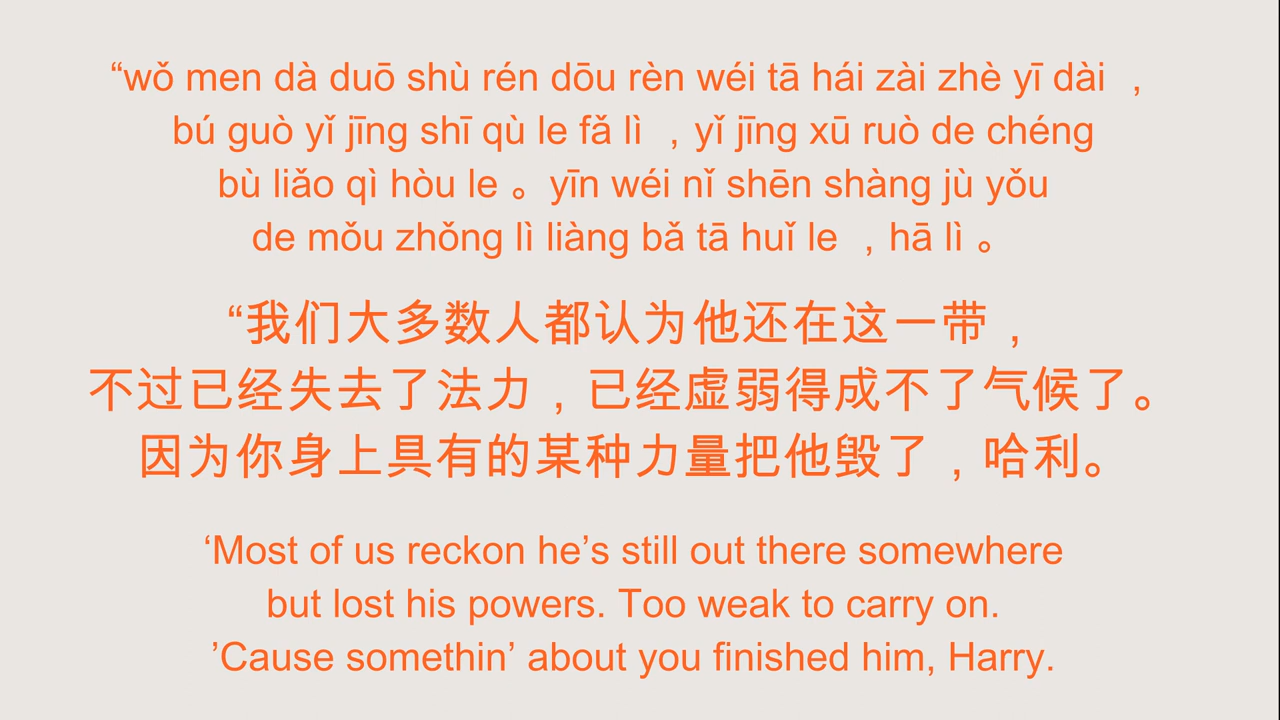 “wǒ men dà duō shù rén dōu rèn wéi tā hái zài zhè yī dài ，
bú guò yǐ jīng shī qù le fǎ lì ，yǐ jīng xū ruò de chéng
bù liǎo qì hòu le 。yīn wéi nǐ shēn shàng jù yǒu
de mǒu zhǒng lì liàng bǎ tā huǐ le ，hā lì 。
“我们大多数人都认为他还在这一带，
不过已经失去了法力，已经虚弱得成不了气候了。
因为你身上具有的某种力量把他毁了，哈利。
‘Most of us reckon he’s still out there somewhere
but lost his powers. Too weak to carry on.
’Cause somethin’ about you finished him, Harry.